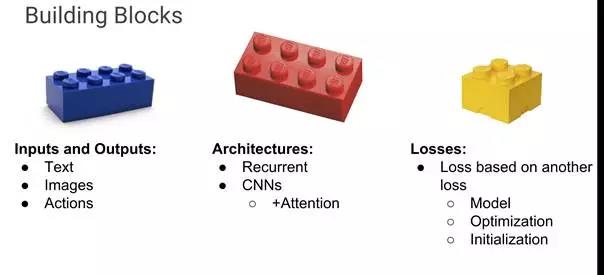 Building Blocks
Inputs and Outputs:
● Text
● Images
● Actions
Architectures:
● Recurrent
● CNNs
○ +Attention
Losses:
● Loss based on another
loss
○ Model
○ Optimization
○ Initialization